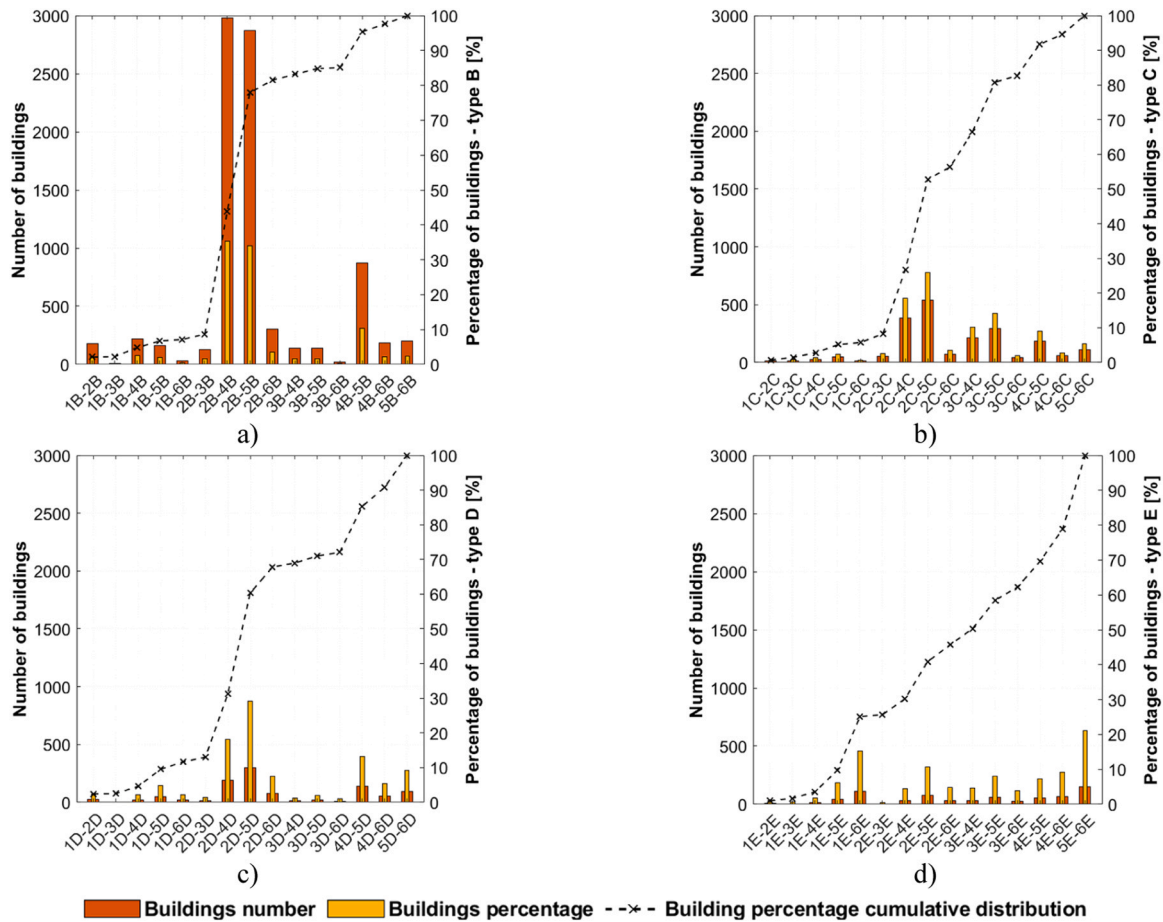 3000
2500
2000
1500
1000
500
0
Number of buildings
100
90
80
70
60
50
40
30
20
10
0
Percentage of buildings - type B [%]
1B-2B
1B-3B
1B-4B
1B-5B
1B-6B
2B-3B
2B-4B
2B-5B
2B-6B
3B-4B
3B-5B
3B-6B
4B-5B
4B-6B
5B-6B
a)
3000
2500
2000
1500
1000
500
0
Number of buildings
100
90
80
70
60
50
40
30
20
10
0
Percentage of buildings - type C [%]
1C-2C
1C-3C
1C-4C
1C-5C
1C-6C
2C-3C
2C-4C
2C-5C
2C-6C
3C-4C
3C-5C
3C-6C
4C-5C
4C-6C
5C-6C
b)
3000
2500
2000
1500
1000
500
0
Number of buildings
100
90
80
70
60
50
40
30
20
10
0
Percentage of buildings - type D [%]
1D-2D
1D-3D
1D-4D
1D-5D
1D-6D
2D-3D
2D-4D
2D-5D
2D-6D
3D-4D
3D-5D
3D-6D
4D-5D
4D-6D
5D-6D
c)
3000
2500
2000
1500
1000
500
0
Number of buildings
100
90
80
70
60
50
40
30
20
10
0
Percentage of buildings - type E [%]
1E-2E
1E-3E
1E-4E
1E-5E
1E-6E
2E-3E
2E-4E
2E-5E
2E-6E
3E-4E
3E-5E
3E-6E
4E-5E
4E-6E
5E-6E
d)
Buildings number Buildings percentage Building percentage cumulative distribution